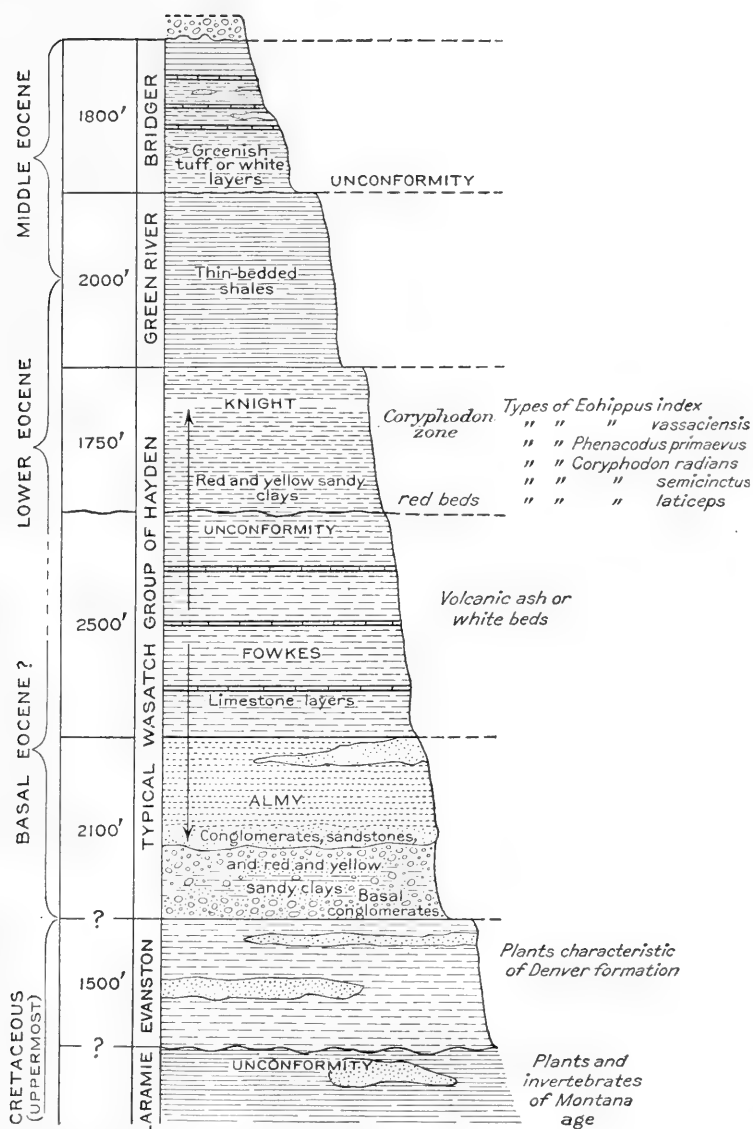 MIDDLE EOCENE
LOWER EOCENE
BASAL EOCENE?
CRETACEOUS
(UPPERMOST)
1800'
2000'
1750'
2500'
2100'
?
1500'
?
BRIDGER
GREEN RIVER
TYPICAL WASATCH GROUP OF HAYDEN
EVANSTON
LARAMIE
Greenish
tuff or white
layers
UNCONFORMITY
Thin-bedded
shales
KNIGHT
Red and yellow sandy
clays
Coryphodon
zone
red beds
Types of Eohippus index
" " " vassaciensis
" " Phenacodus primaevus
" " Coryphodon radians
" " " semicinctus
" " " laticeps
UNCONFORMITY
Volcanic ash or
white beds
FOWKES
Limestone layers
ALMY
Conglomerates, sandstones,
and red and yellow
sandy clays
Basal
conglomerates
Plants characteristic
of Denver formation
UNCONFORMITY
Plants and
invertebrates
of Montana
age